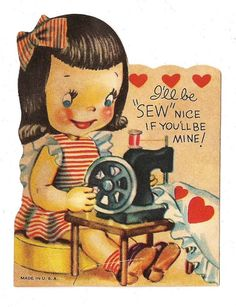 I'll be
"SEW" NICE
IF YOU'LL BE
MINE!
MADE IN U.S.A.